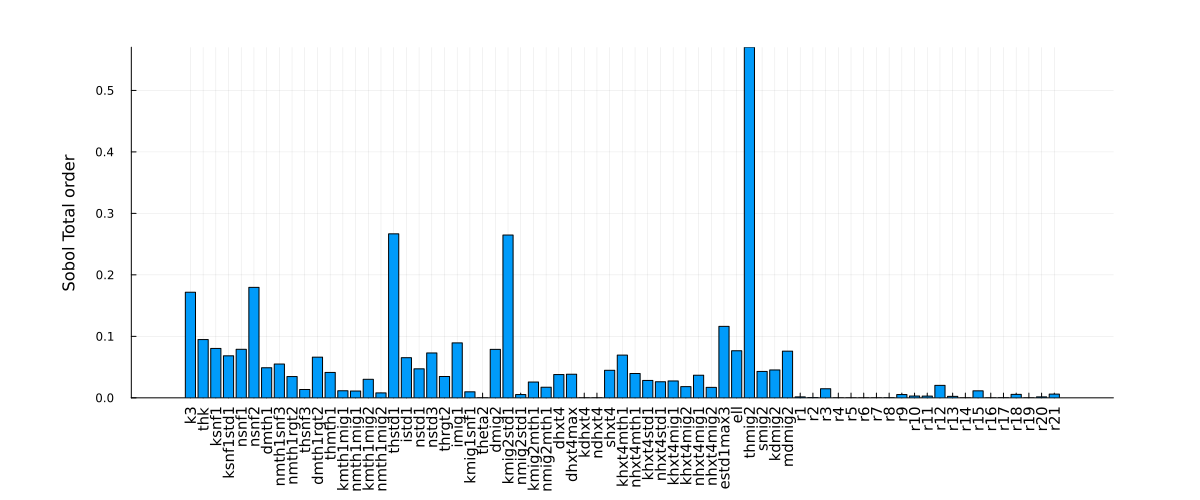 Sobol Total order
0.5
0.4
0.3
0.2
0.1
0.0
k3
thk
ksnf1
ksnf1std1
nsnf1
nsnf2
dmth1
nmth1snf3
nmth1rgt2
thsnf3
dmth1rgt2
thmth1
kmth1mig1
nmth1mig1
kmth1mig2
nmth1mig2
thstd1
istd1
nstd1
nstd3
thrgt2
imig1
kmig1snf1
theta2
dmig2
kmig2std1
nmig2std1
kmig2mth1
nmig2mth1
dhxt4
dhxt4max
kdhxt4
ndhxt4
shxt4
khxt4mth1
nhxt4mth1
khxt4std1
nhxt4std1
khxt4mig1
khxt4mig2
nhxt4mig1
nhxt4mig2
estd1max3
ell
thmig2
smig2
kdmig2
mdmig2
r1
r2
r3
r4
r5
r6
r7
r8
r9
r10
r11
r12
r13
r14
r15
r16
r17
r18
r19
r20
r21